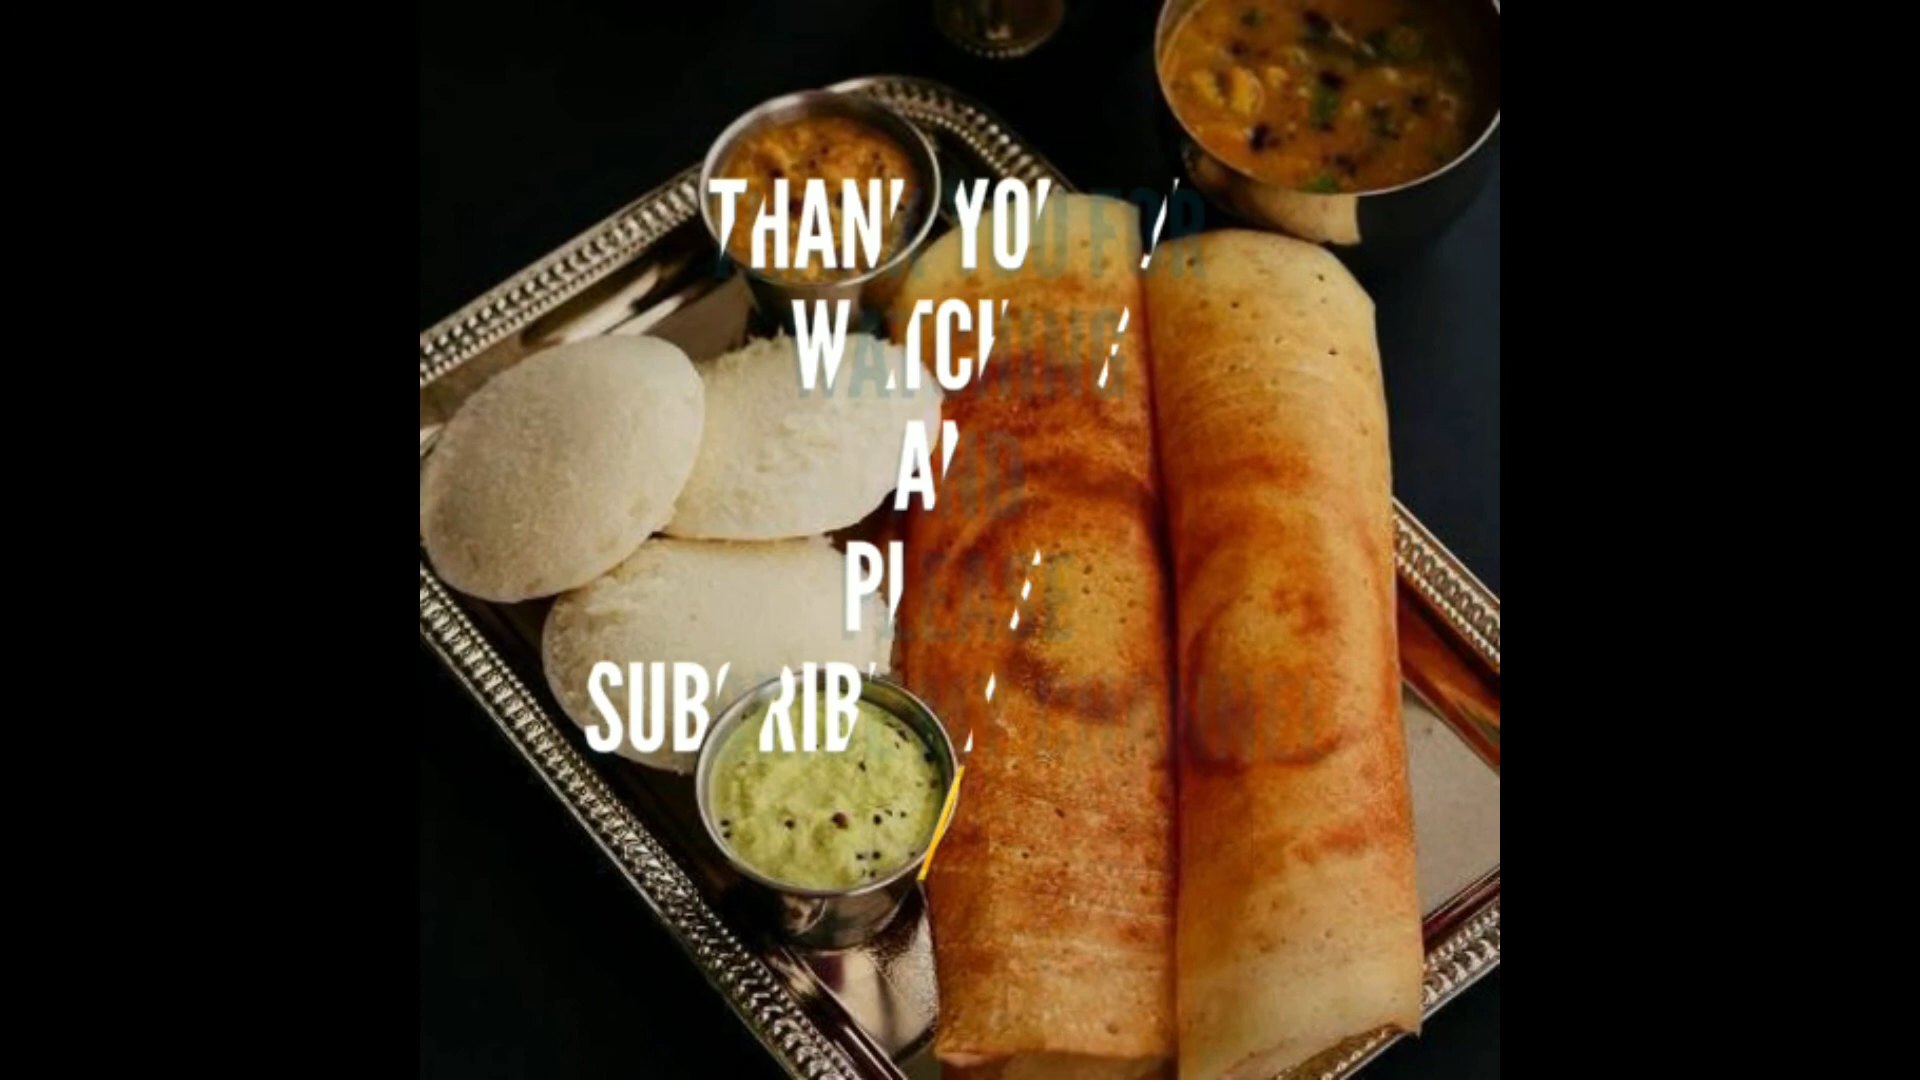 THANK YOU FOR
WATCHING
AND
PLEASE
SUBSCRIBE